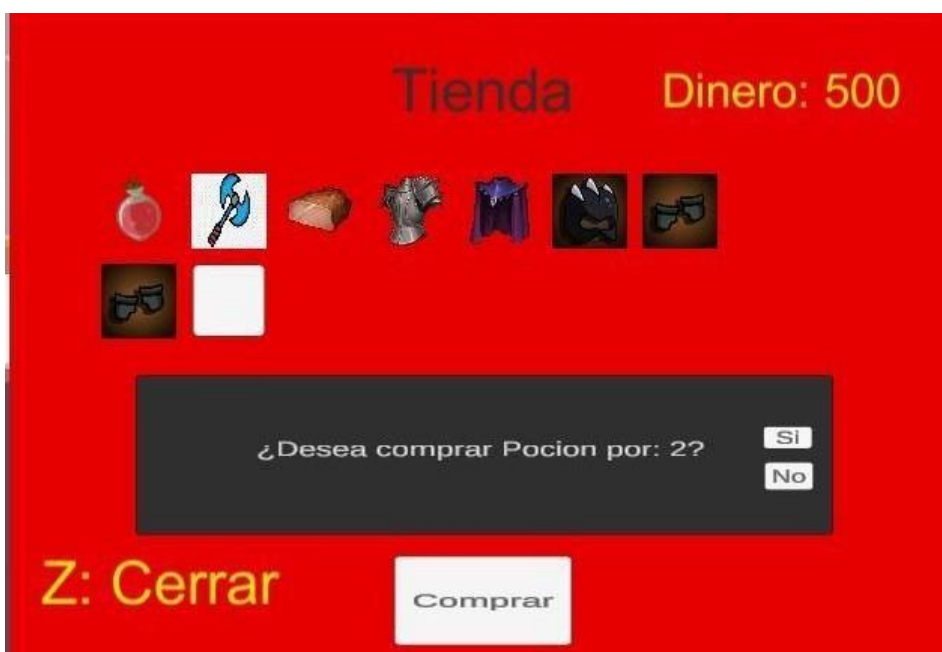 Tienda
Dinero: 500
¿Desea comprar Pocion por: 2?
Si
No
Z: Cerrar
Comprar